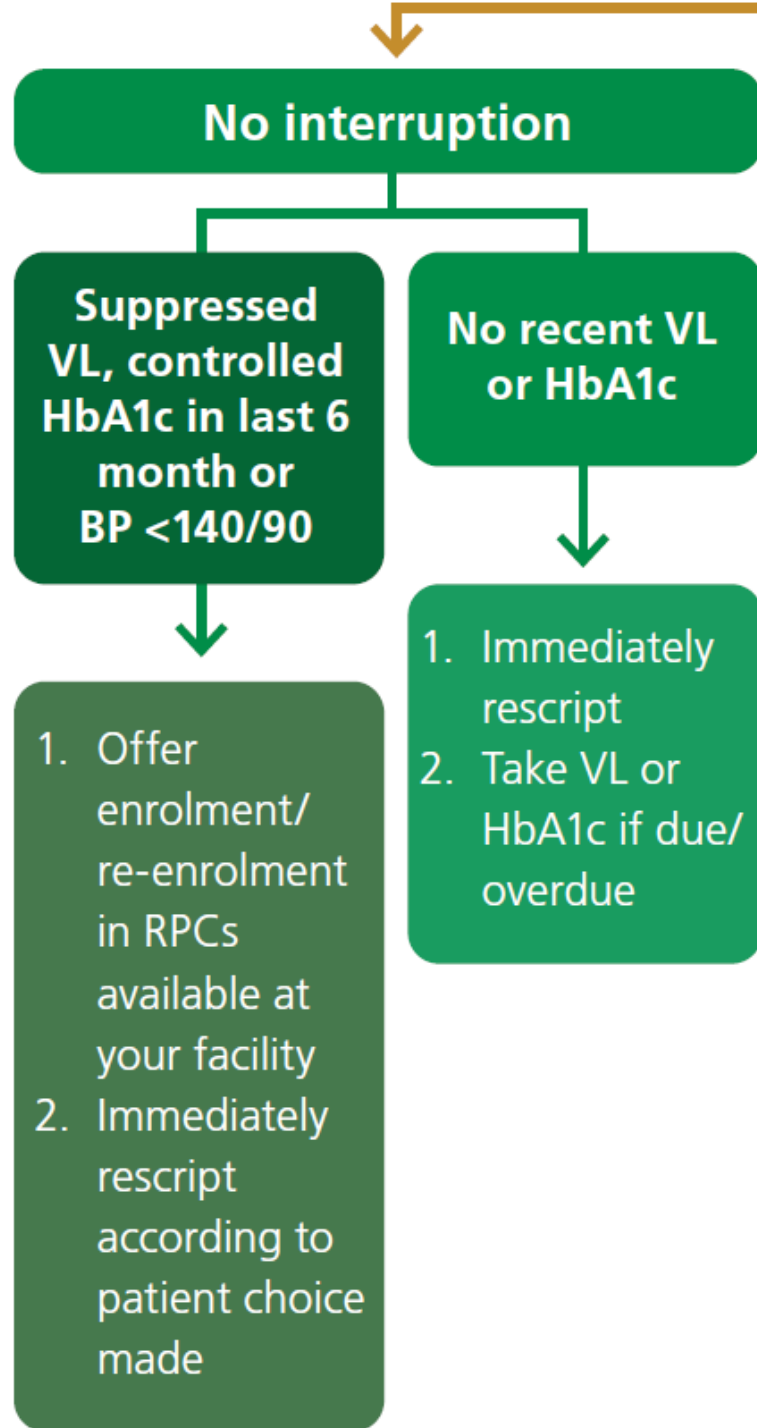 No interruption
Suppressed
VL, controlled
HbA1c in last 6
month or
BP <140/90
No recent VL
or HbA1c
1. Immediately
rescript
2. Take VL or
HbA1c if due/
overdue
1. Offer
enrolment/
re-enrolment
in RPCs
available at
your facility
2. Immediately
rescript
according to
patient choice
made